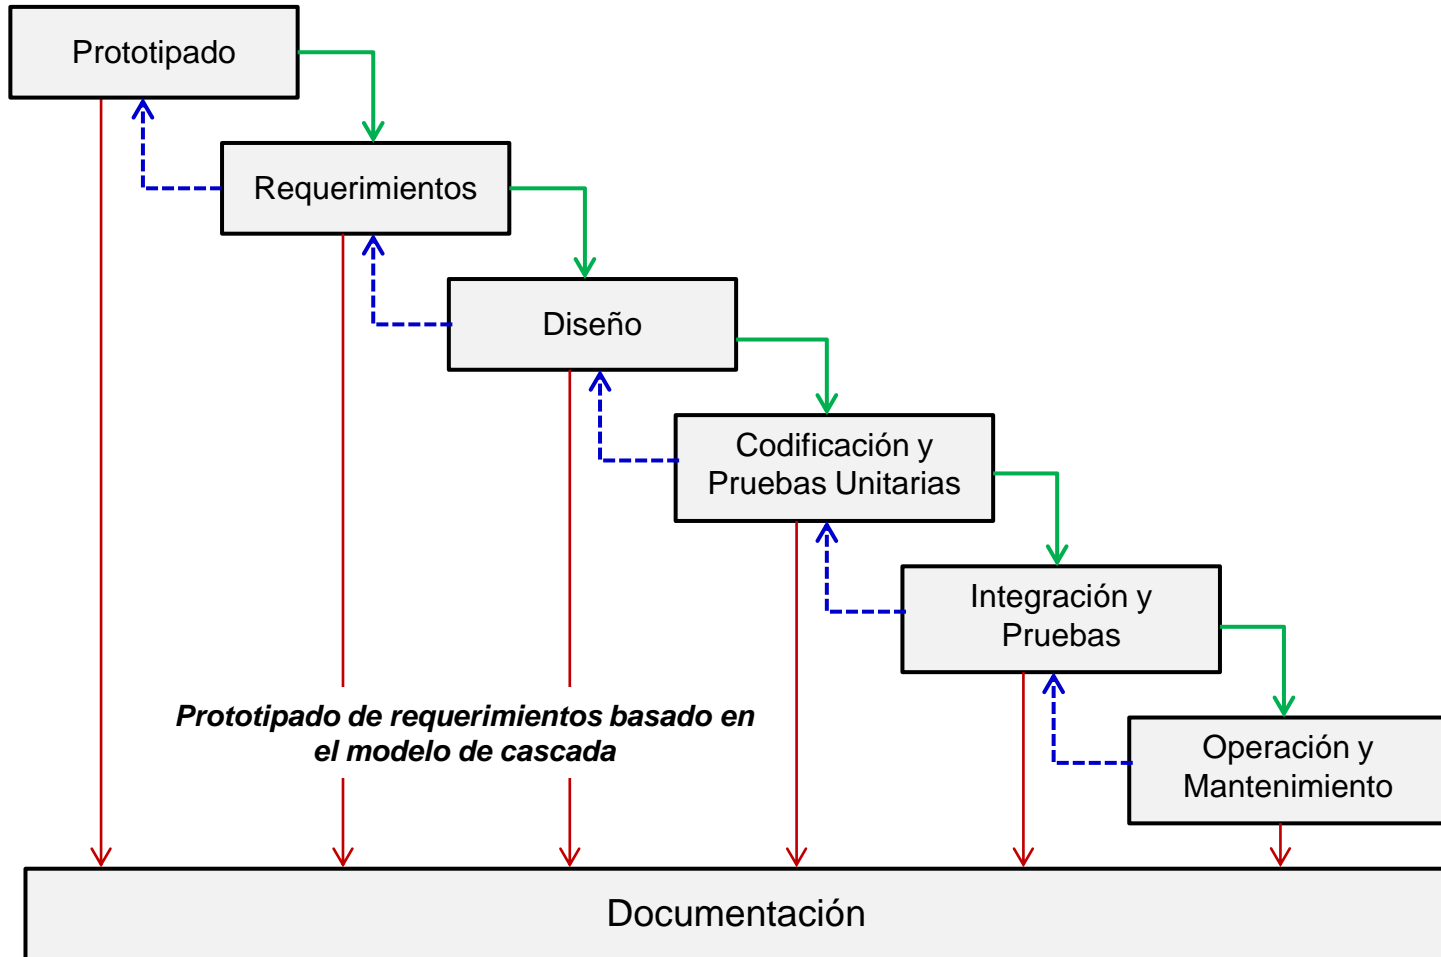 Prototipado
Requerimientos
Diseño
Codificación y
Pruebas Unitarias
Integración y
Pruebas
Prototipado de requerimientos basado en
el modelo de cascada
Operación y
Mantenimiento
Documentación